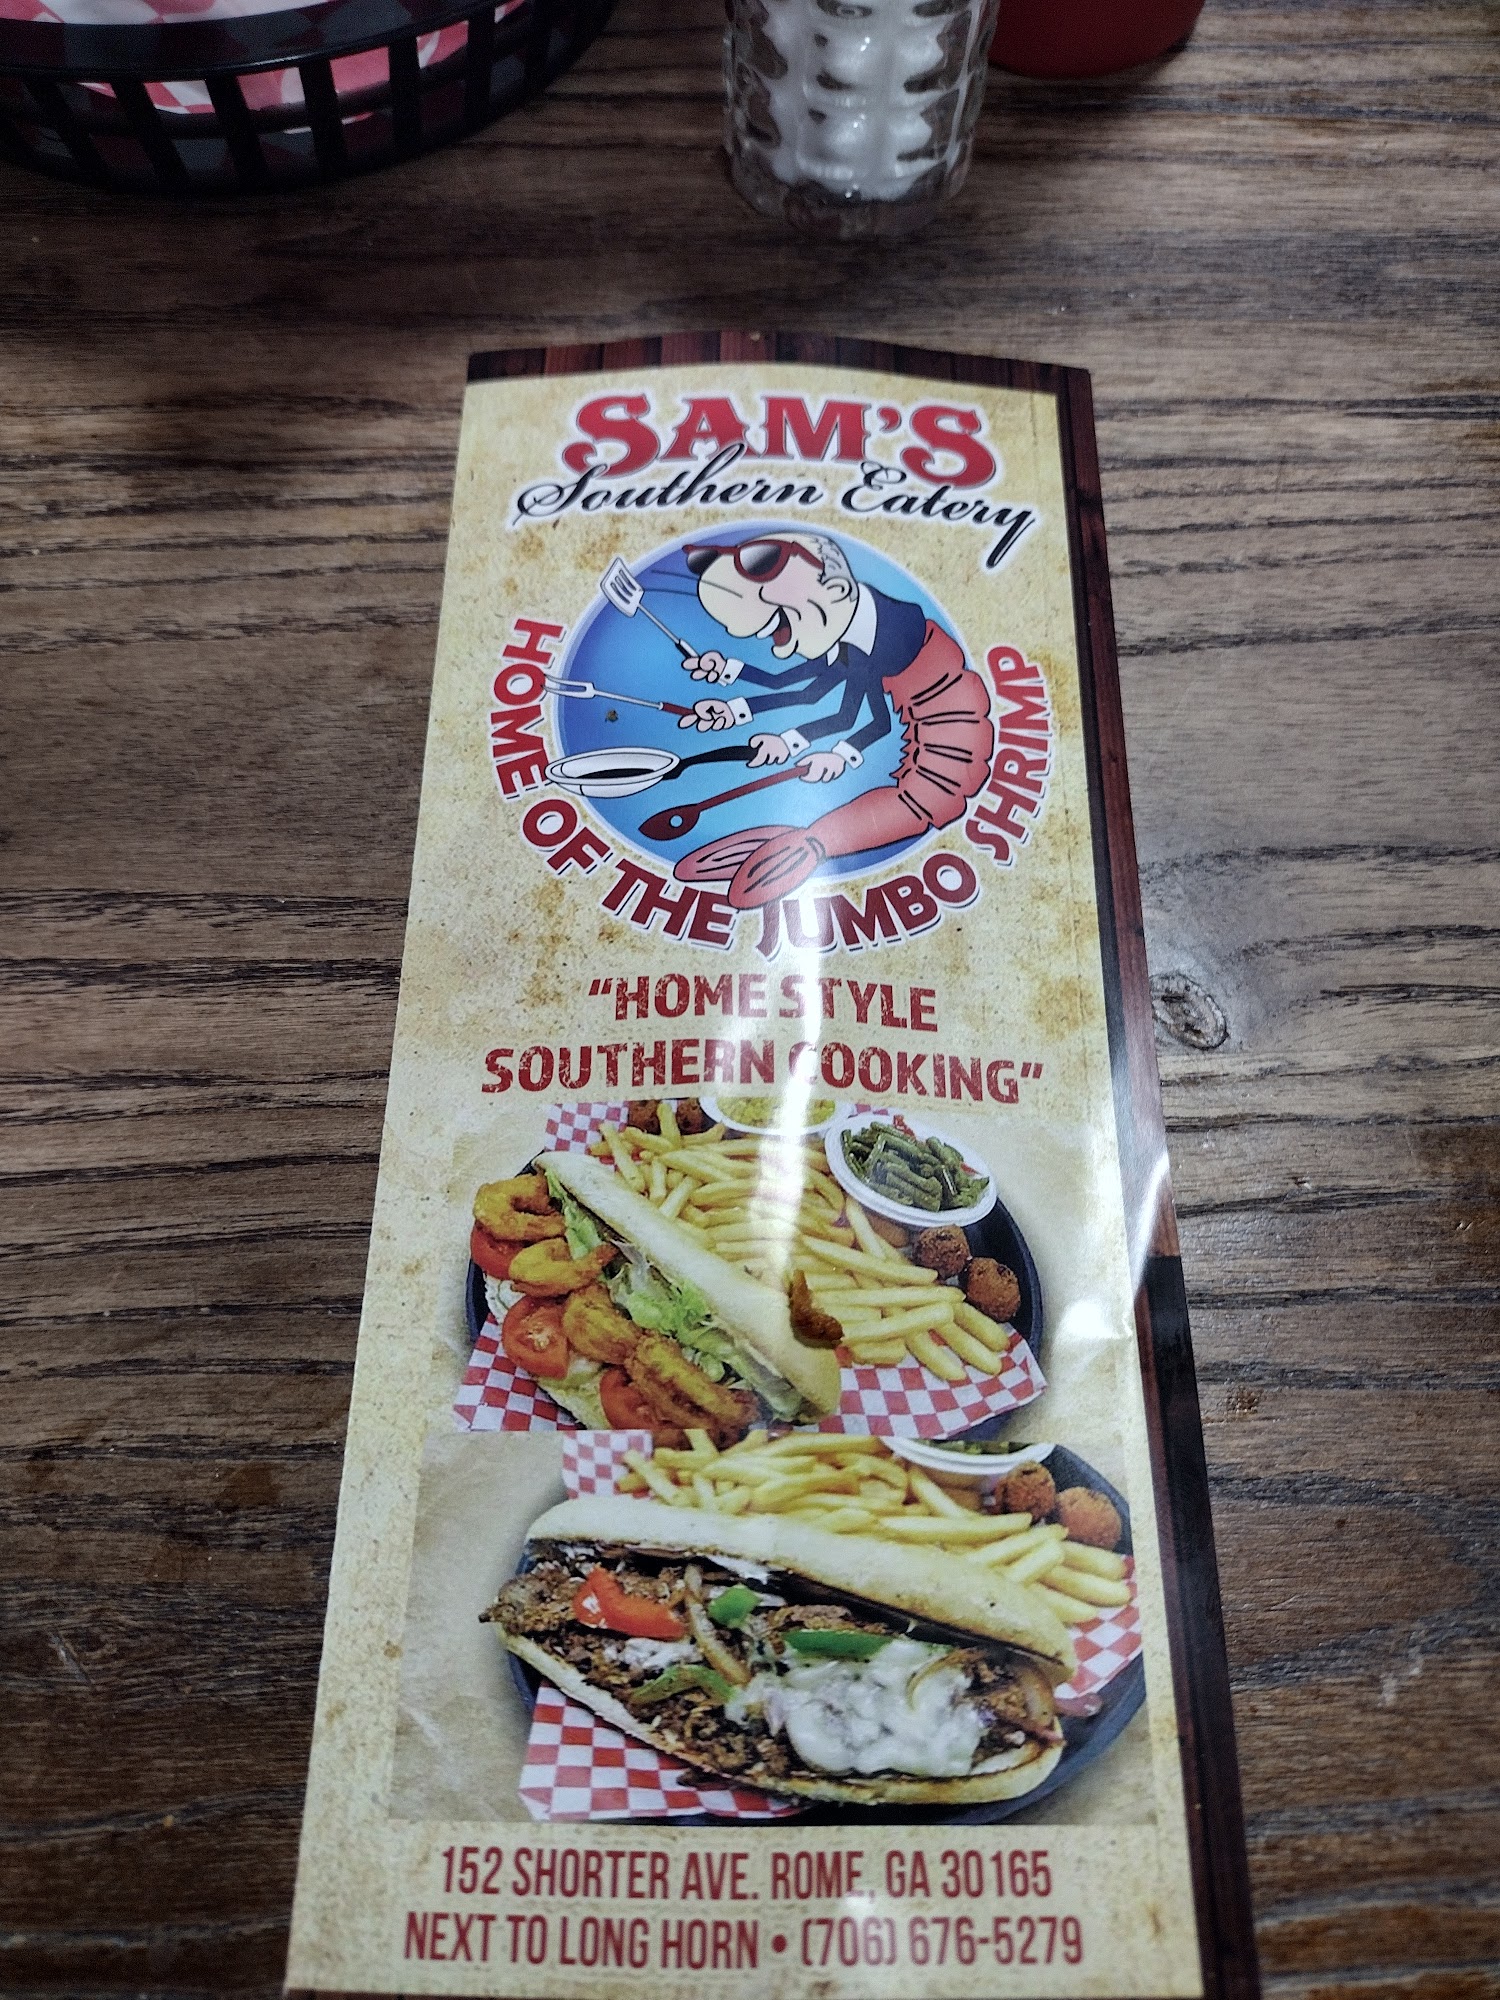 SAM'S
Southern Eatery
HOME OF THE JUMBO SHRIMP
"HOME STYLE
SOUTHERN COOKING"
152 SHORTER AVE. ROME, GA 30165
NEXT TO LONG HORN • (706) 676-5279